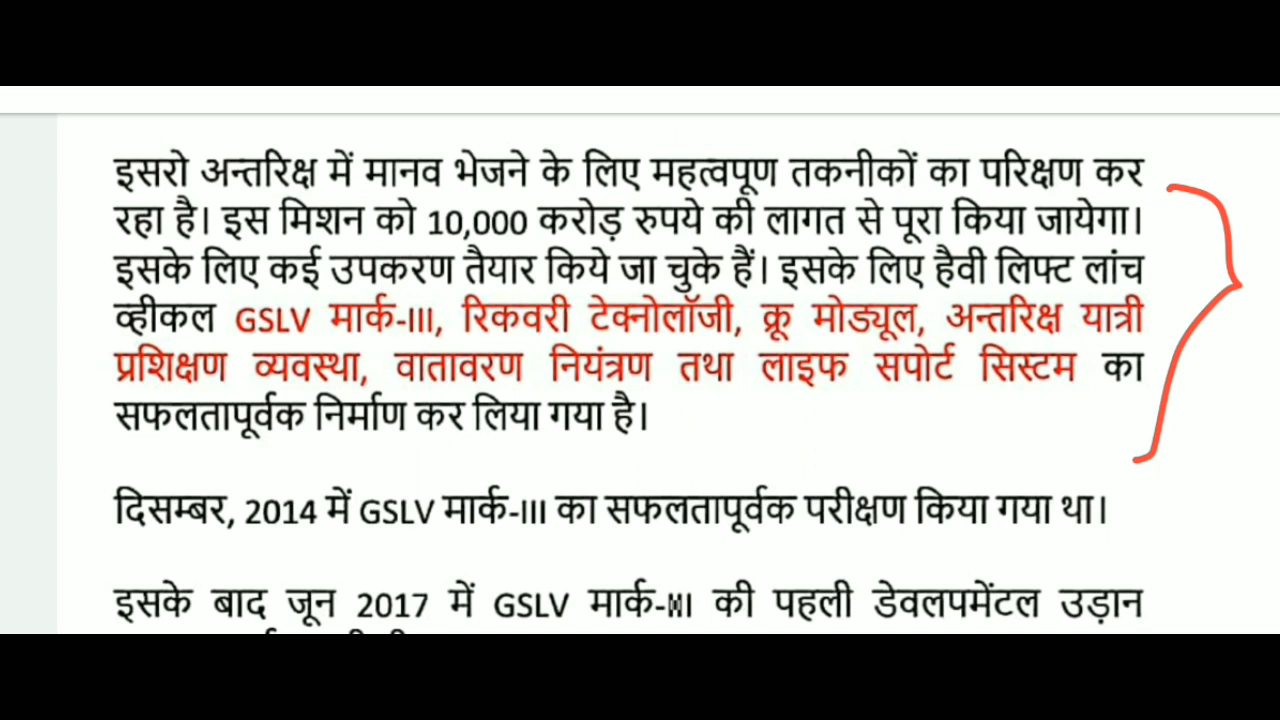 इसरो अन्तरिक्ष में मानव भेजने के लिए महत्वपूण तकनीकों का परिक्षण कर
रहा है। इस मिशन को 10,000 करोड़ रुपये की लागत से पूरा किया जायेगा।
इसके लिए कई उपकरण तैयार किये जा चुके हैं। इसके लिए हैवी लिफ्ट लांच
व्हीकल GSLV मार्क-III, रिकवरी टेक्नोलॉजी, क्रू मोड्यूल, अन्तरिक्ष यात्री
प्रशिक्षण व्यवस्था, वातावरण नियंत्रण तथा लाइफ सपोर्ट सिस्टम का
सफलतापूर्वक निर्माण कर लिया गया है।
दिसम्बर, 2014 में GSLV मार्क-III का सफलतापूर्वक परीक्षण किया गया था।
इसके बाद जून 2017 में GSLV मार्क-III की पहली डेवलपमेंटल उड़ान